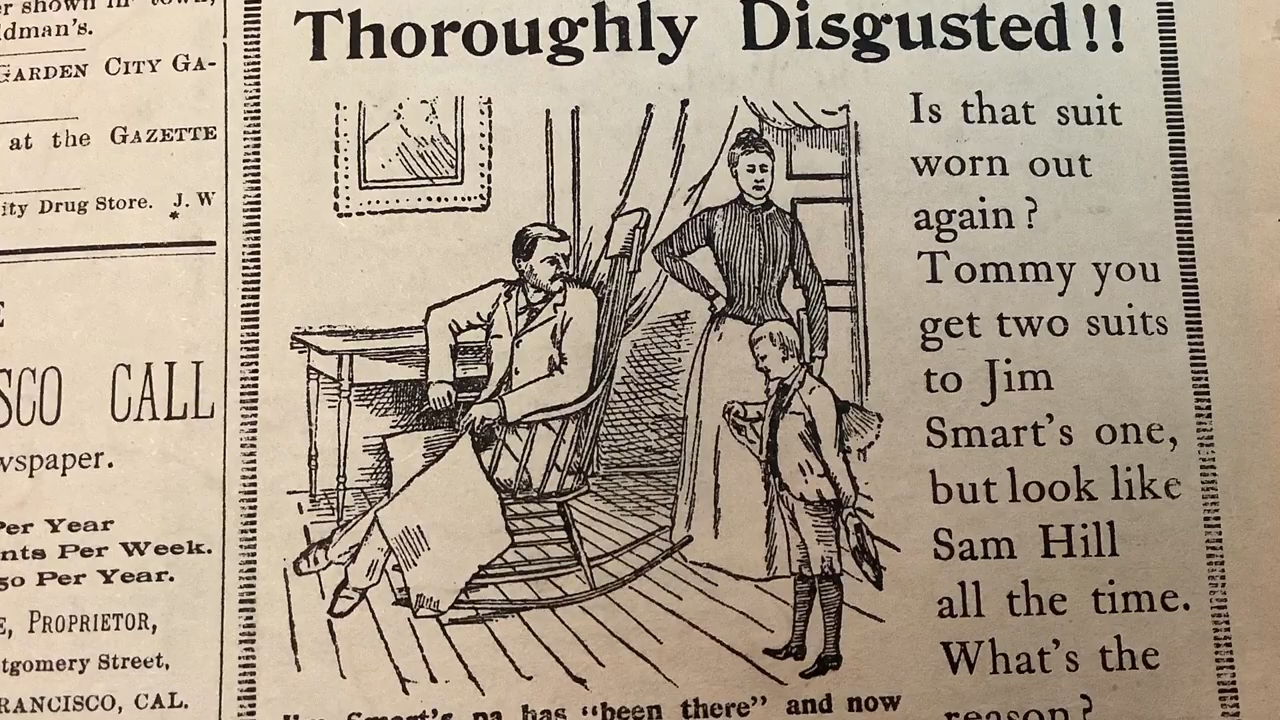 er shown in town,
ldman's.
GARDEN CITY GA-
at the GAZETTE
ity Drug Store. J. W
*
E
SCO CALL
wspaper.
Per Year
nts Per Week.
50 Per Year.
E, PROPRIETOR,
tgomery Street,
RANCISCO, CAL.
Thoroughly Disgusted!!
Is that suit
worn out
again?
Tommy you
get two suits
to Jim
Smart's one,
but look like
Sam Hill
all the time.
What's the
reason?
Jim Smart's pa has "been there" and now